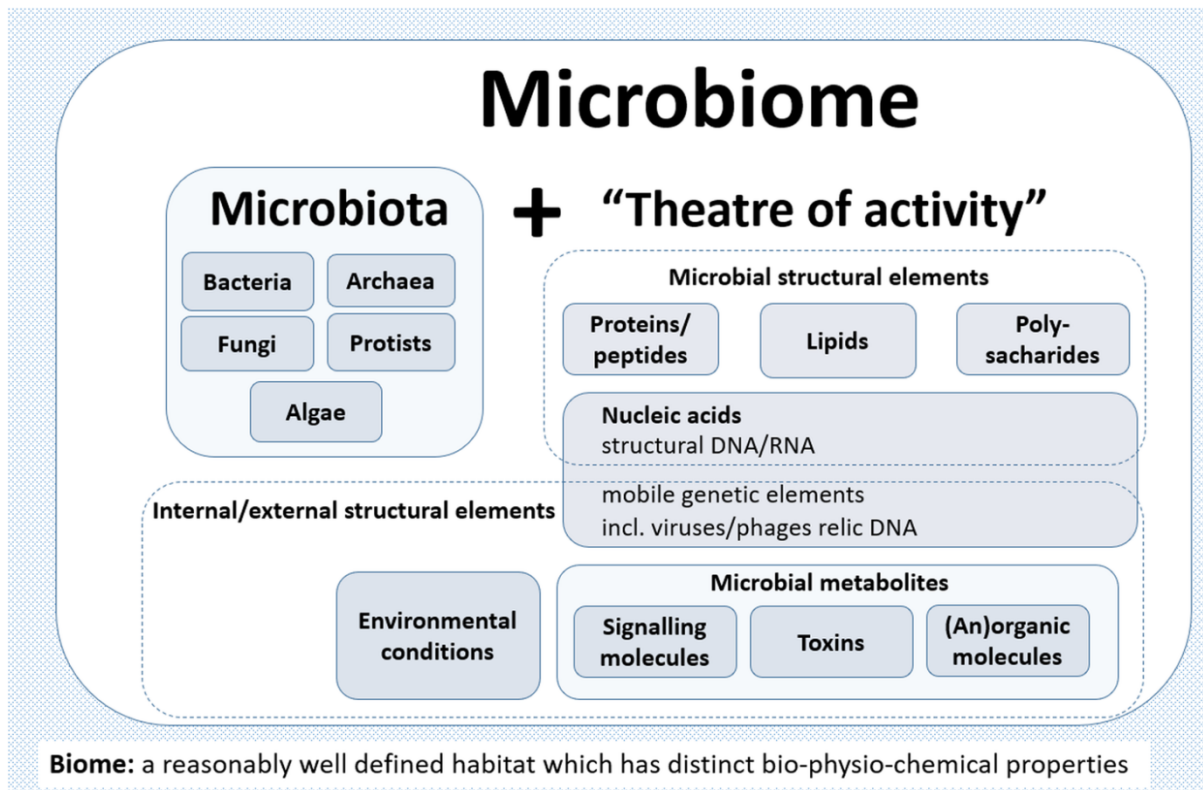 Microbiome
Microbiota + “Theatre of activity”
Bacteria
Archaea
Fungi
Protists
Algae
Microbial structural elements
Proteins/
peptides
Lipids
Poly-
sacharides
Nucleic acids
structural DNA/RNA
mobile genetic elements
incl. viruses/phages relic DNA
Internal/external structural elements
Environmental
conditions
Microbial metabolites
Signalling
molecules
Toxins
(An)organic
molecules
Biome: a reasonably well defined habitat which has distinct bio-physio-chemical properties